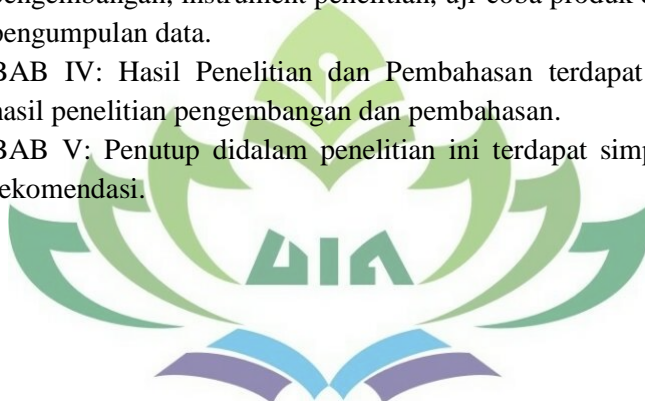 pengembangan, instrument penelitian, uji coba produk
pengumpulan data.
BAB IV: Hasil Penelitian dan Pembahasan terdapat
hasil penelitian pengembangan dan pembahasan.
BAB V: Penutup didalam penelitian ini terdapat
rekomendasi.
UIN